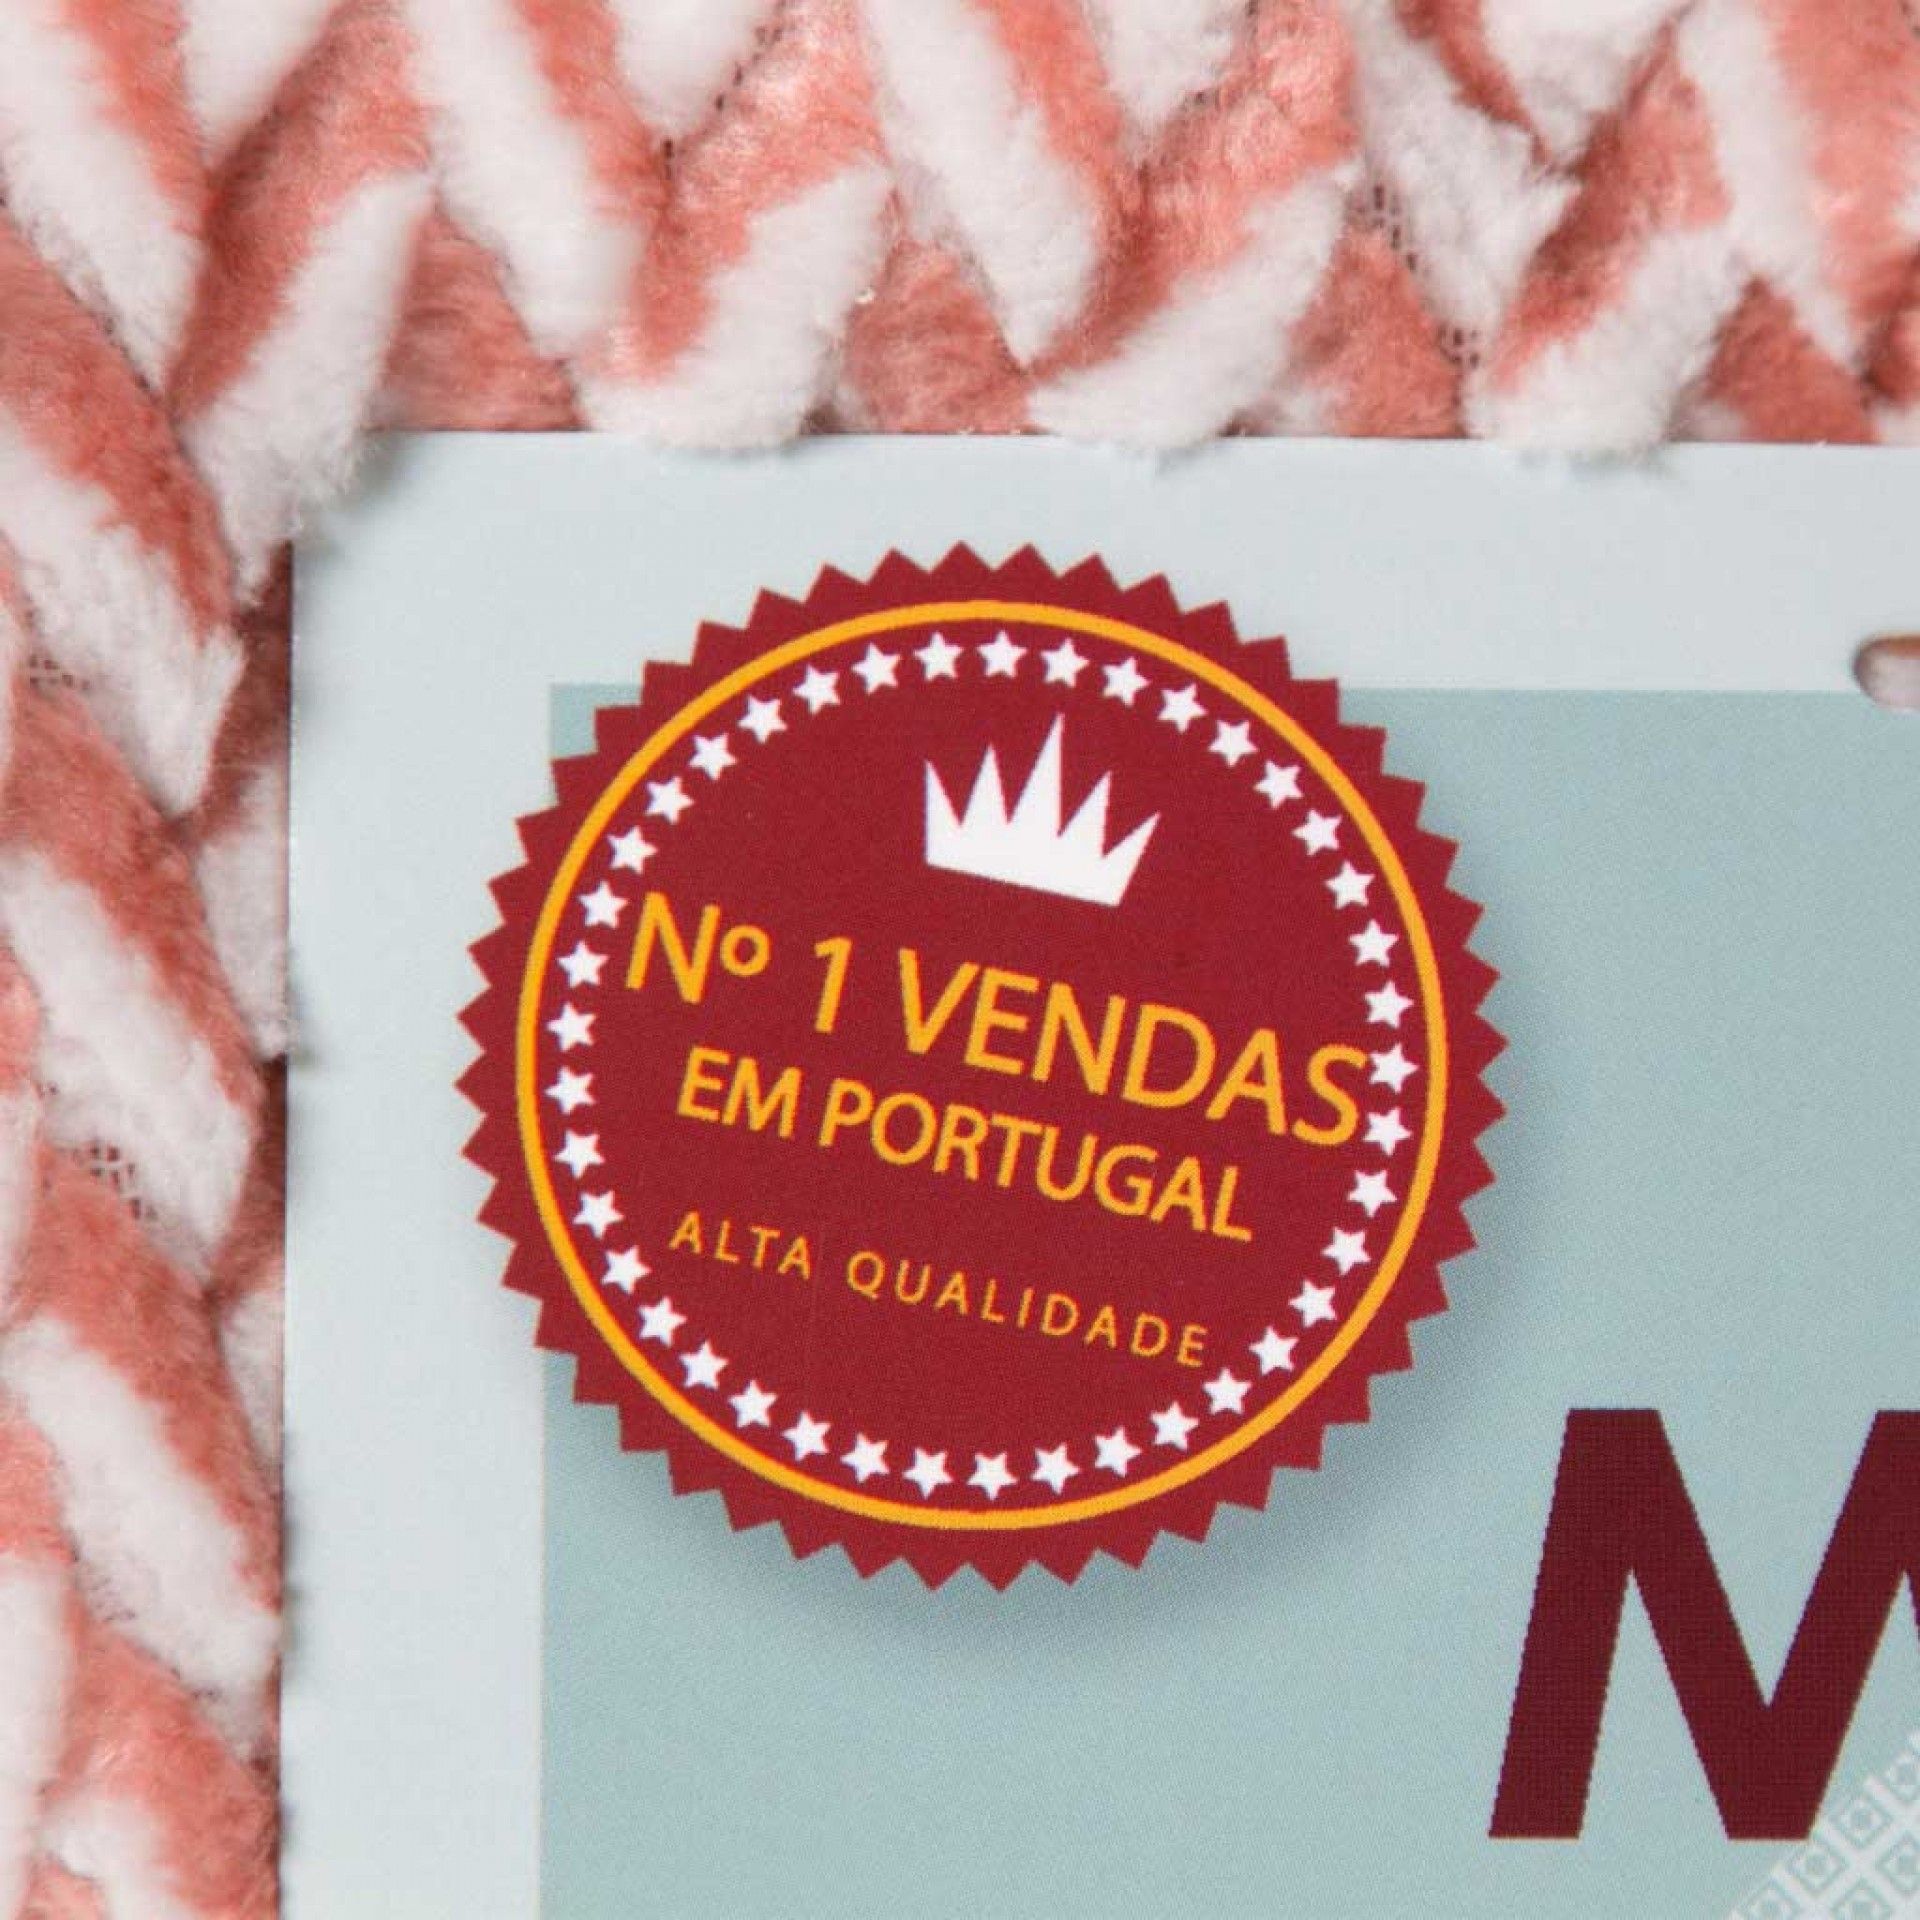 Nº 1 VENDAS
EM PORTUGAL
ALTA QUALIDADE
M